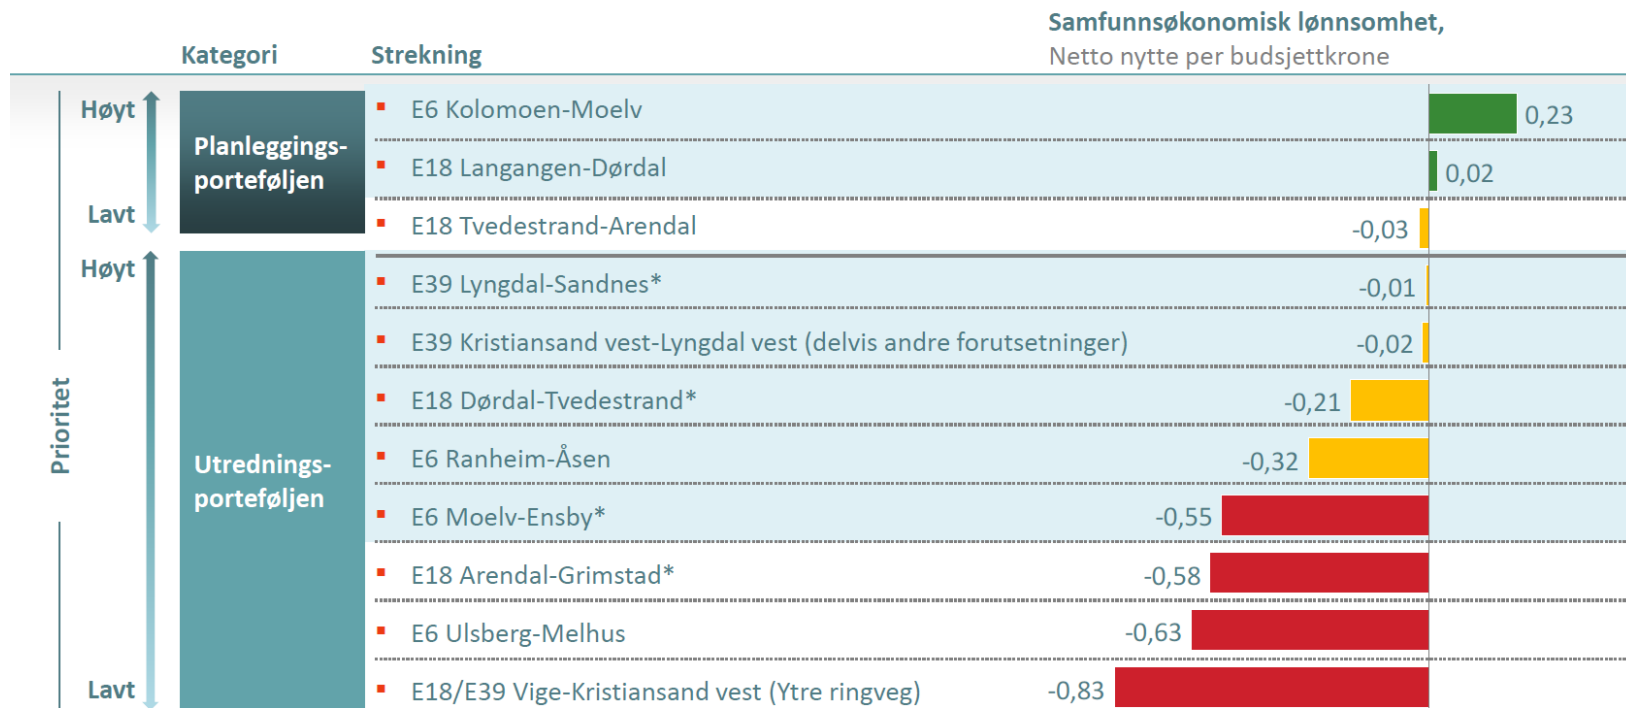 Samfunnsøkonomisk lønnsomhet,
Kategori Strekning Netto nytte per budsjettkrone
Prioritet
Høyt
Planleggings-
porteføljen
Lavt
▪ E6 Kolomoen-Moelv 0,23
▪ E18 Langangen-Dørdal 0,02
▪ E18 Tvedestrand-Arendal -0,03
Høyt
Utrednings-
porteføljen
Lavt
▪ E39 Lyngdal-Sandnes* -0,01
▪ E39 Kristiansand vest-Lyngdal vest (delvis andre forutsetninger) -0,02
▪ E18 Dørdal-Tvedestrand* -0,21
▪ E6 Ranheim-Åsen -0,32
▪ E6 Moelv-Ensby* -0,55
▪ E18 Arendal-Grimstad* -0,58
▪ E6 Ulsberg-Melhus -0,63
▪ E18/E39 Vige-Kristiansand vest (Ytre ringveg) -0,83